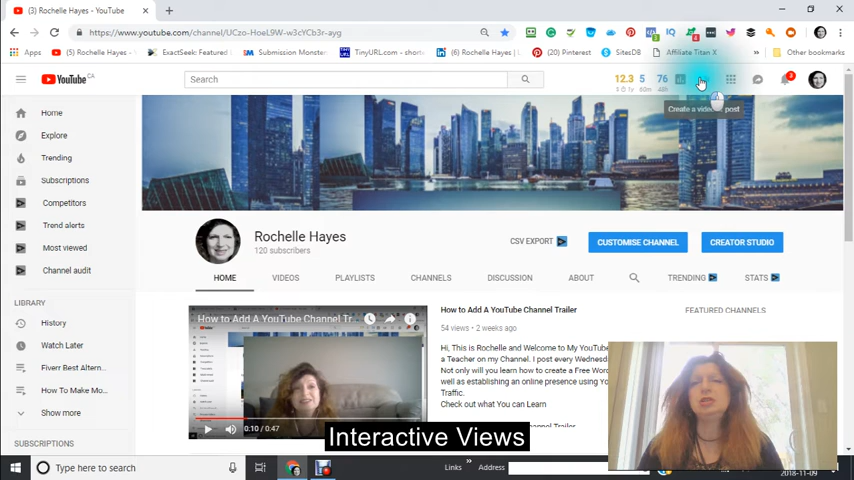 (3) Rochelle Hayes - YouTube
https://www.youtube.com/channel/UCzo-HoeL9W-w3cYCb3r-ayg
Apps
(5) Rochelle Hayes -
ExactSeek: Featured
Submission Monster
TinyURL.com - short
LinkedIn (6)
(20) Pinterest
SitesDB
Affiliate Titan X
Other bookmarks
YouTube CA
Search
12.3 5 76
3
Create a video or post
Home
Explore
Trending
Subscriptions
Competitors
Trend alerts
Most viewed
Channel audit
LIBRARY
History
Watch Later
Fiverr Best Altern...
How To Make Mo...
Show more
SUBSCRIPTIONS
Rochelle Hayes
120 subscribers
CSV EXPORT
CUSTOMISE CHANNEL
CREATOR STUDIO
HOME
VIDEOS
PLAYLISTS
CHANNELS
DISCUSSION
ABOUT
TRENDING
STATS
How to Add A YouTube Channel Tr
0:10 / 0:47
How to Add A YouTube Channel Trailer
54 views • 2 weeks ago
Hi, This is Rochelle and Welcome to My YouTube
a Teacher on my Channel. I post every Wednesda
Not only will you learn how to create a Free Word
well as establishing an online presence using Yo
Traffic.
Check out what You can Learn
FEATURED CHANNELS
Interactive Views
Type here to search
Links
Address
2018-11-09